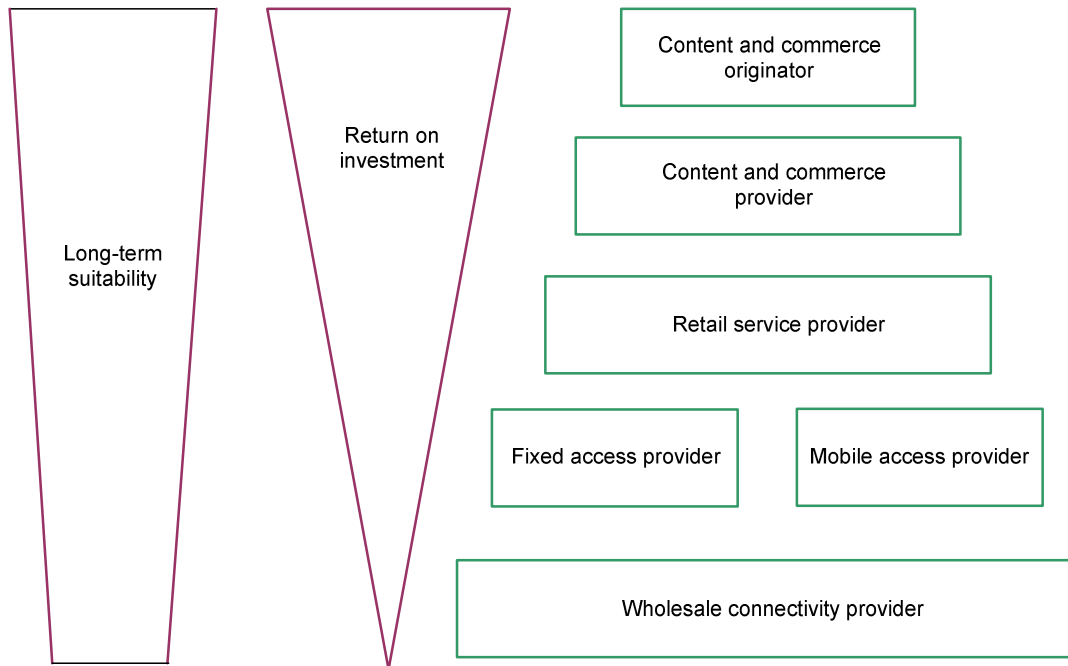 Content and commerce
originator
Return on
investment
Content and commerce
provider
Long-term
suitability
Retail service provider
Fixed access provider
Mobile access provider
Wholesale connectivity provider